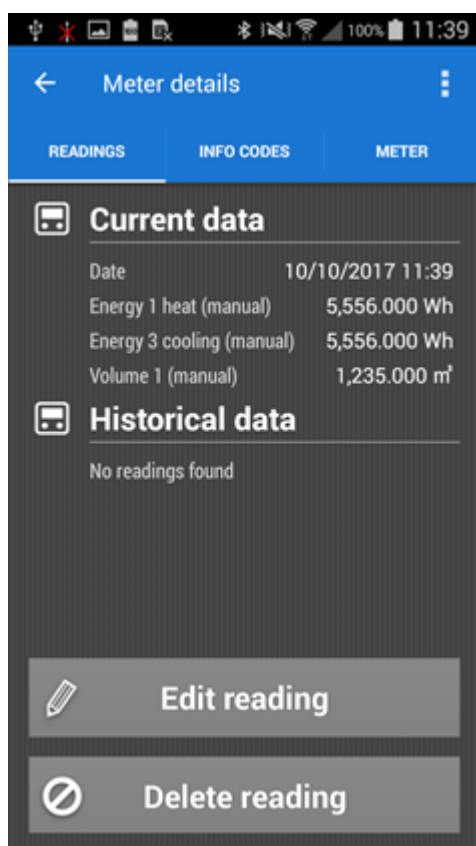 100% 11:39
Meter details
READINGS INFO CODES METER
Current data
Date 10/10/2017 11:39
Energy 1 heat (manual) 5,556.000 Wh
Energy 3 cooling (manual) 5,556.000 Wh
Volume 1 (manual) 1,235.000 m³
Historical data
No readings found
Edit reading
Delete reading